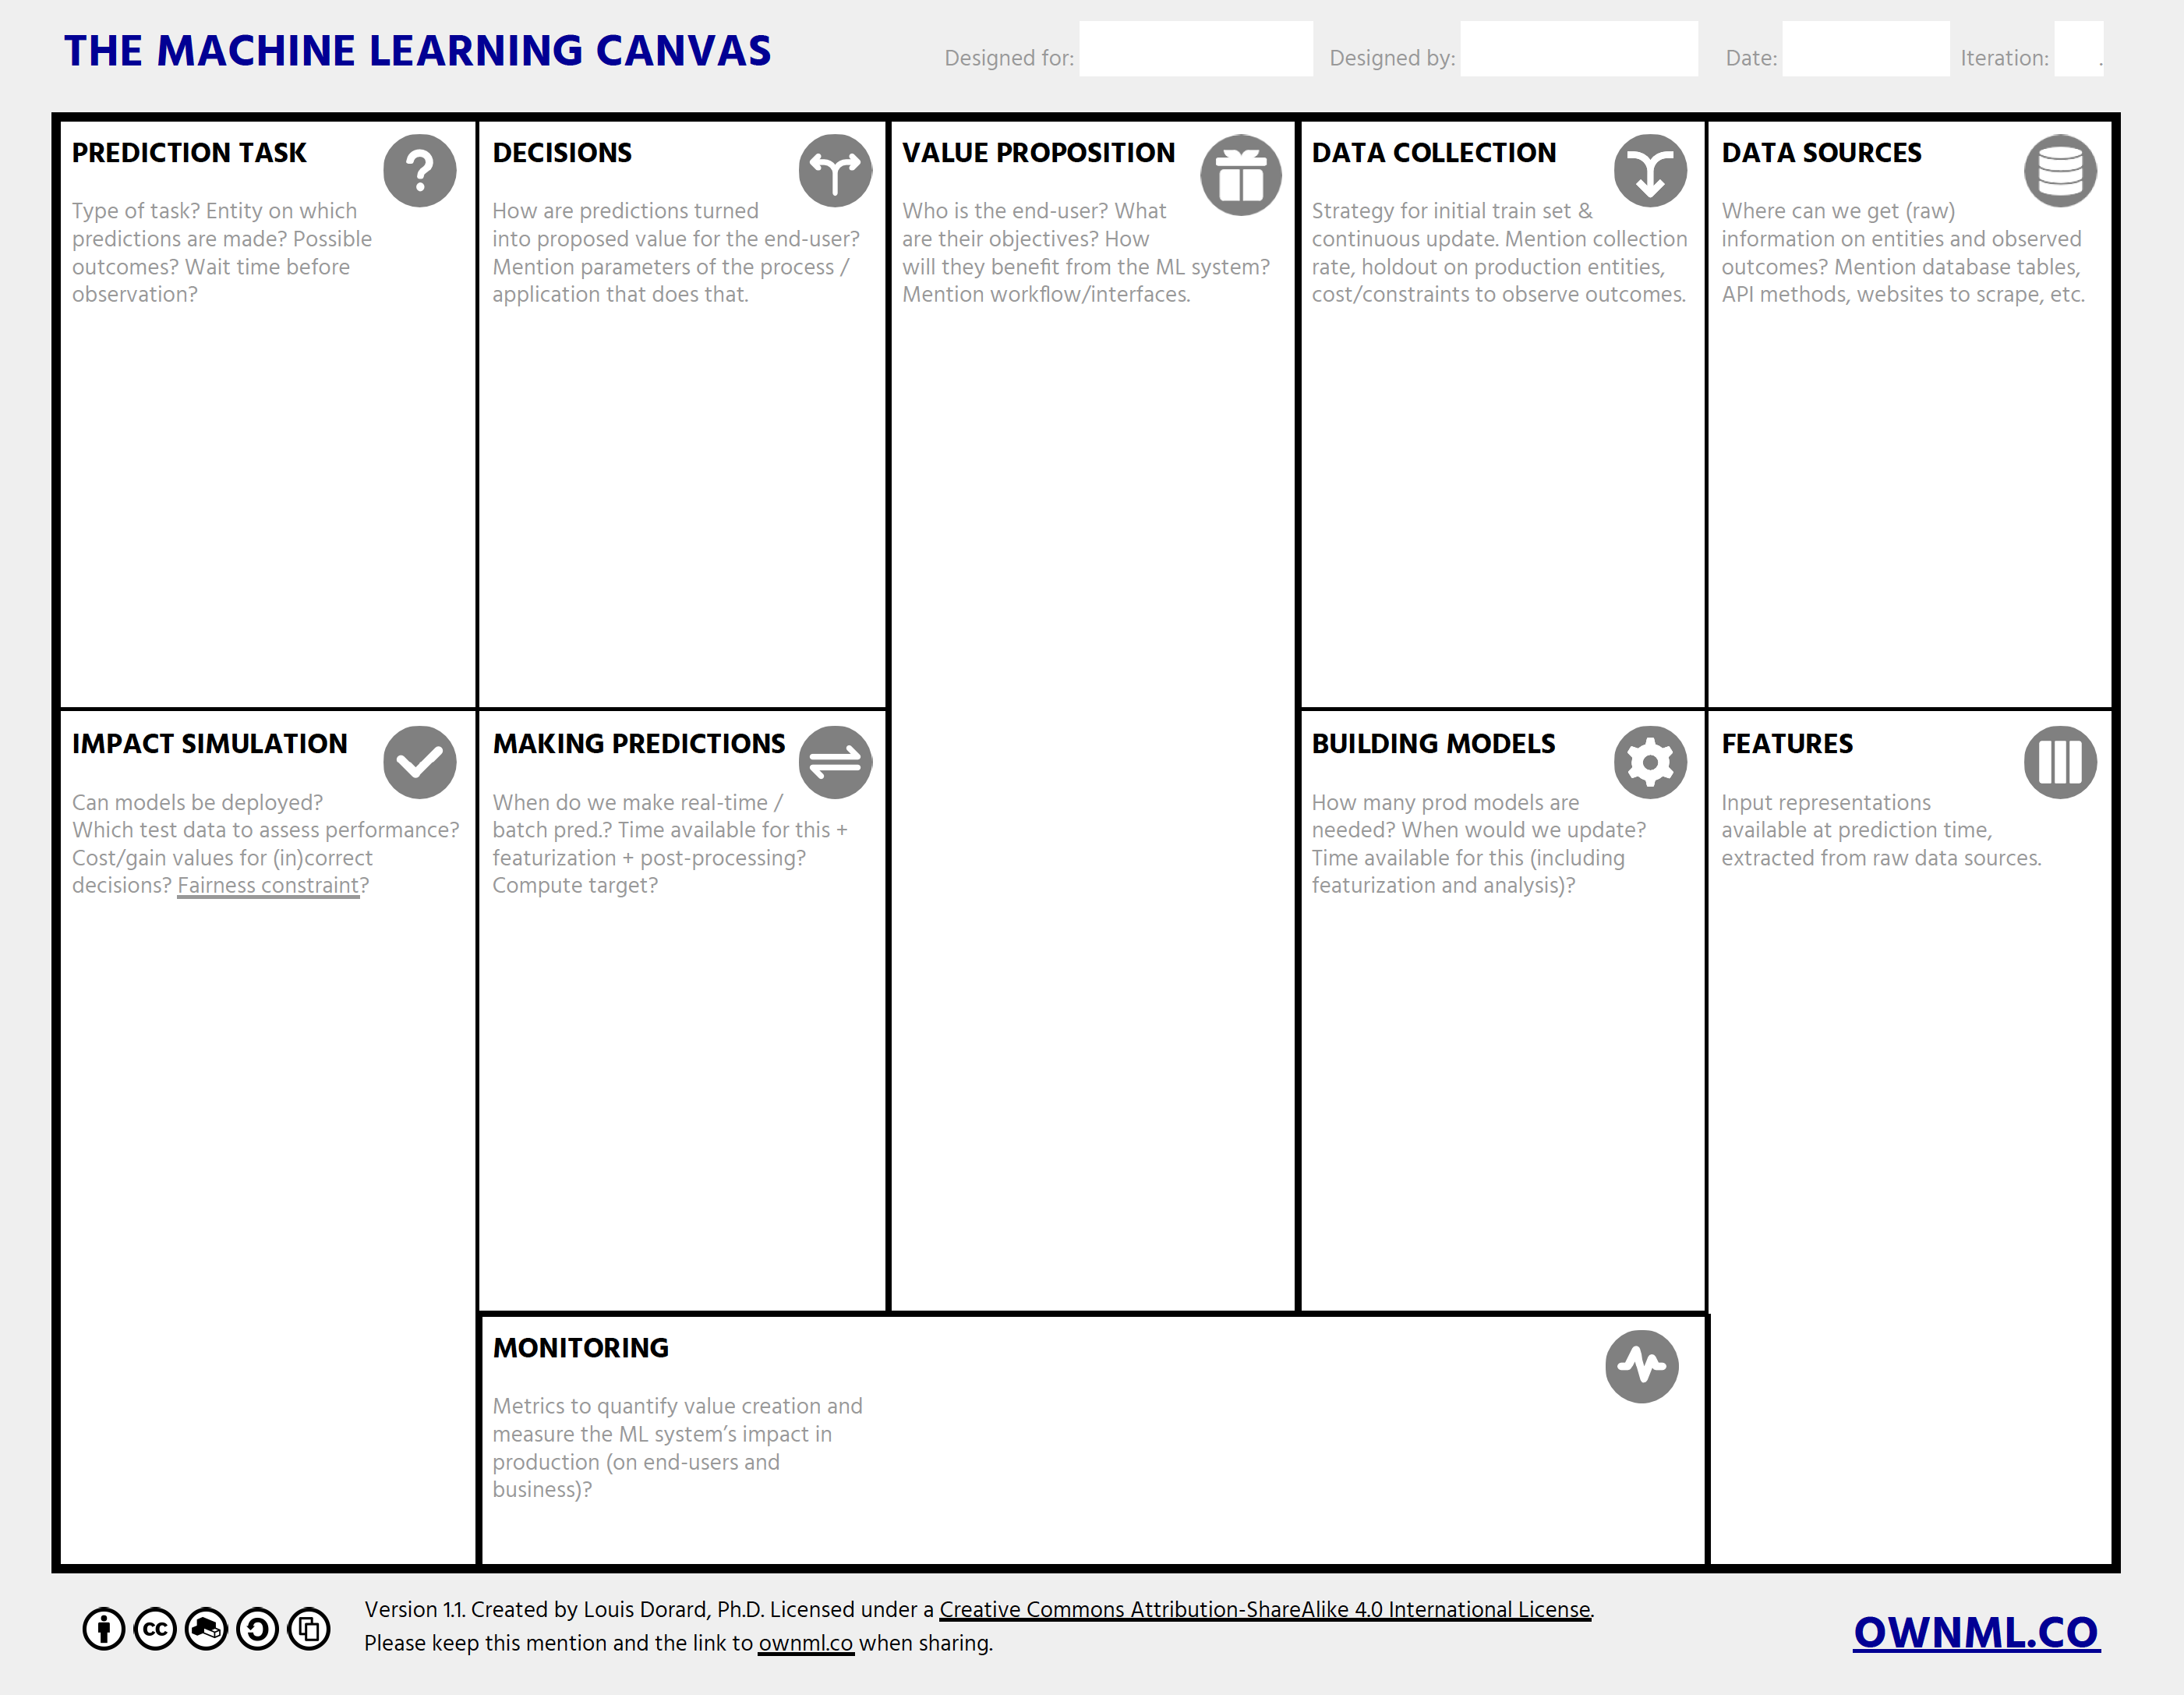 THE MACHINE LEARNING CANVAS
Designed for:
Designed by:
Date:
Iteration: .
PREDICTION TASK
Type of task? Entity on which
predictions are made? Possible
outcomes? Wait time before
observation?
DECISIONS
How are predictions turned
into proposed value for the end-user?
Mention parameters of the process /
application that does that.
VALUE PROPOSITION
Who is the end-user? What
are their objectives? How
will they benefit from the ML system?
Mention workflow/interfaces.
DATA COLLECTION
Strategy for initial train set &
continuous update. Mention collection
rate, holdout on production entities,
cost/constraints to observe outcomes.
DATA SOURCES
Where can we get (raw)
information on entities and observed
outcomes? Mention database tables,
API methods, websites to scrape, etc.
IMPACT SIMULATION
Can models be deployed?
Which test data to assess performance?
Cost/gain values for (in)correct
decisions? Fairness constraint?
MAKING PREDICTIONS
When do we make real-time /
batch pred.? Time available for this +
featurization + post-processing?
Compute target?
BUILDING MODELS
How many prod models are
needed? When would we update?
Time available for this (including
featurization and analysis)?
FEATURES
Input representations
available at prediction time,
extracted from raw data sources.
MONITORING
Metrics to quantify value creation and
measure the ML system's impact in
production (on end-users and
business)?
cc
Version 1.1. Created by Louis Dorard, Ph.D. Licensed under a Creative Commons Attribution-ShareAlike 4.0 International License.
Please keep this mention and the link to ownml.co when sharing.
OWNML.CO